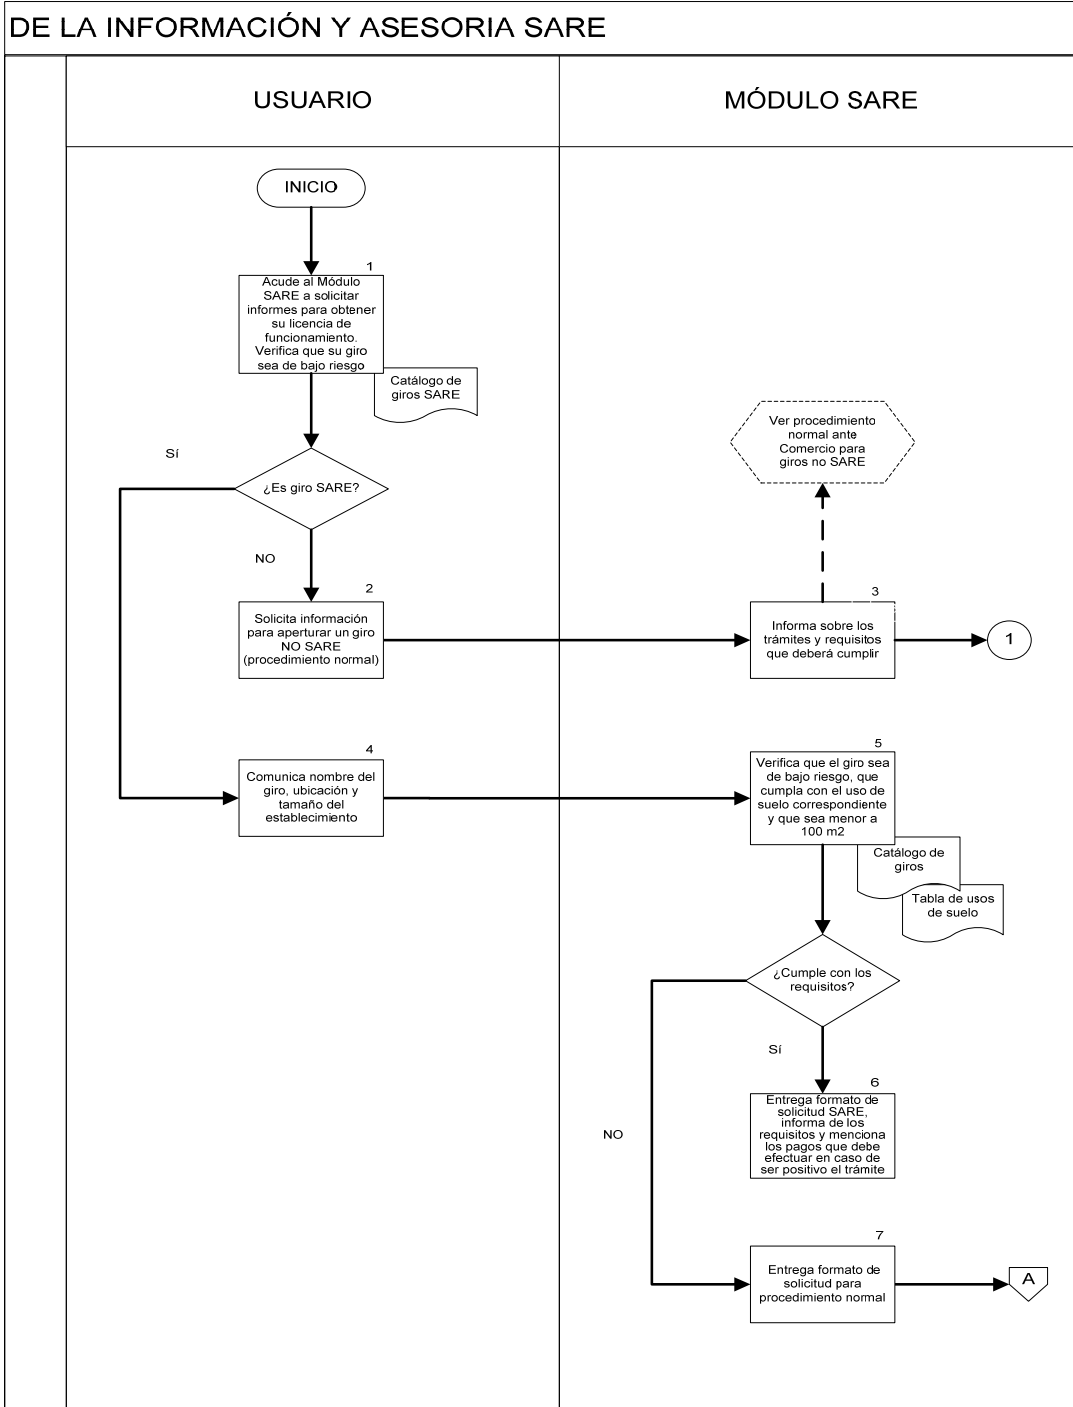 DE LA INFORMACIÓN Y ASESORIA SARE
USUARIO
MÓDULO SARE
INICIO
1
Acude al Módulo
SARE a solicitar
informes para obtener
su licencia de
funcionamiento.
Verifica que su giro
sea de bajo riesgo
Catálogo de
giros SARE
Ver procedimiento
normal ante
Comercio para
giros no SARE
Sí
¿Es giro SARE?
NO
2
Solicita información
para aperturar un giro
NO SARE
(procedimiento normal)
3
Informa sobre los
trámites y requisitos
que deberá cumplir
1
4
Comunica nombre del
giro, ubicación y
tamaño del
establecimiento
5
Verifica que el giro sea
de bajo riesgo, que
cumpla con el uso de
suelo correspondiente
y que sea menor a
100 m2
Catálogo de
giros
Tabla de usos
de suelo
¿Cumple con los
requisitos?
Sí
NO
6
Entrega formato de
solicitud SARE,
informa de los
requisitos y menciona
los pagos que debe
efectuar en caso de
ser positivo el trámite
7
Entrega formato de
solicitud para
procedimiento normal
A